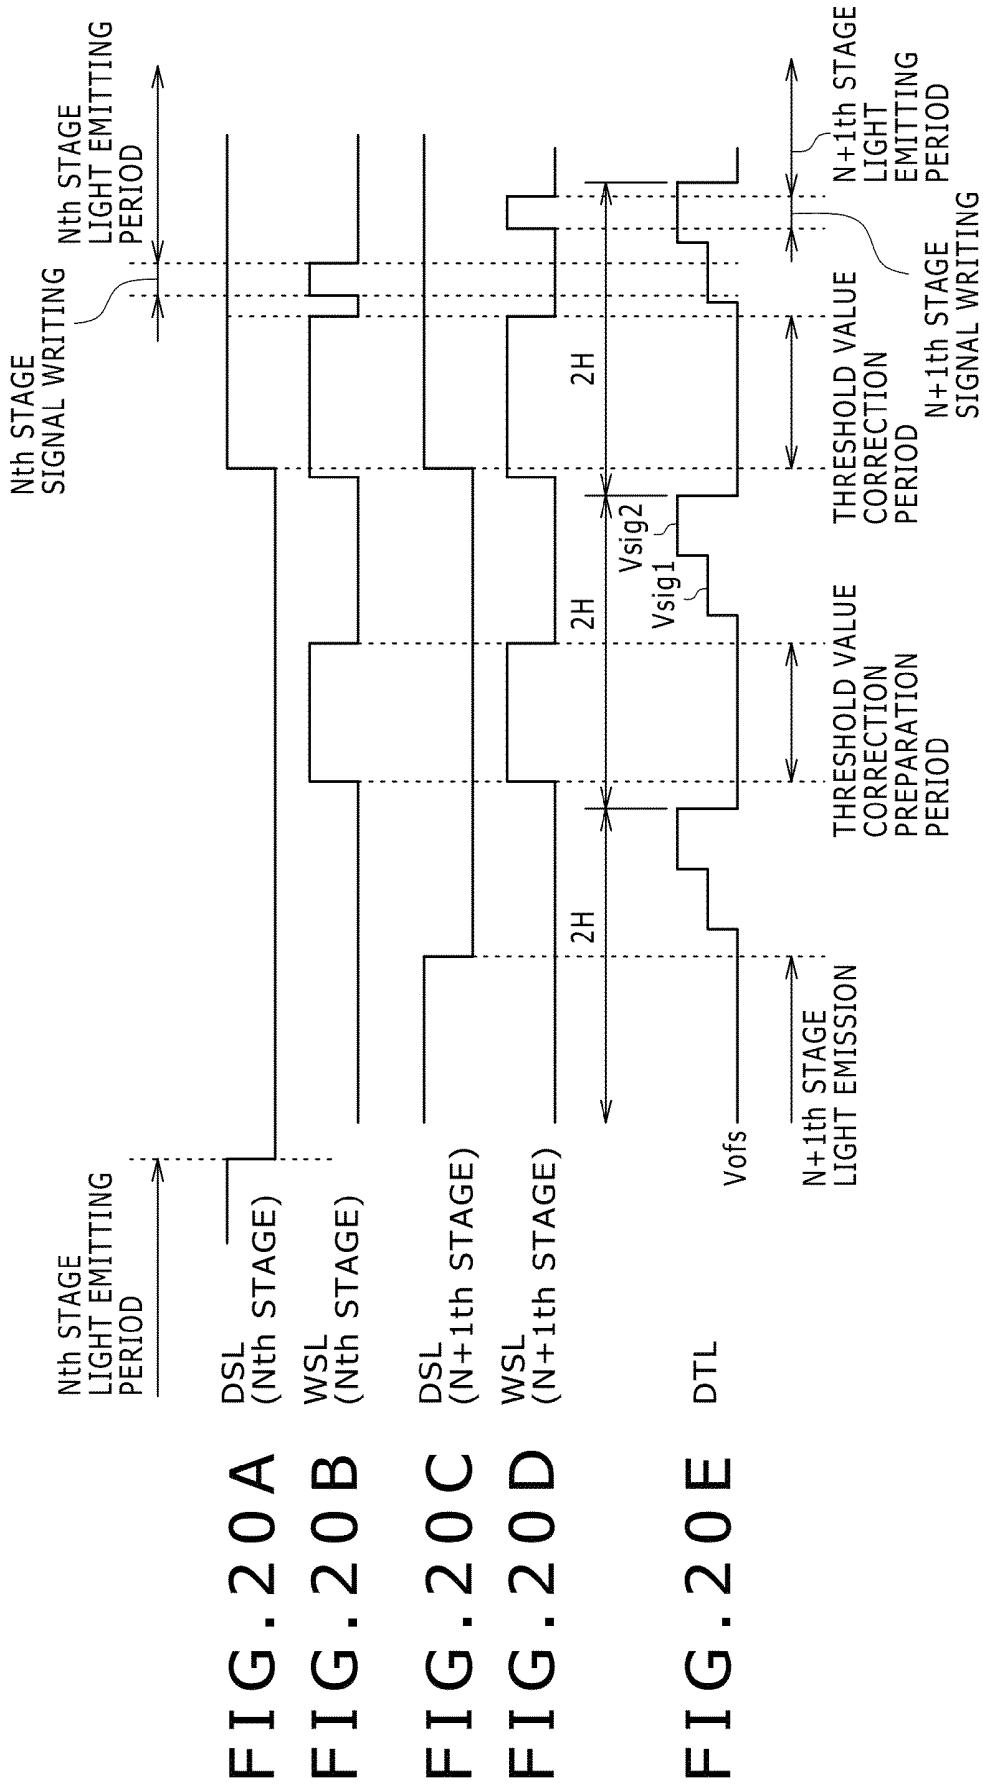 Nth STAGE
LIGHT EMITTING
PERIOD
Nth STAGE
SIGNAL WRITING
Nth STAGE
LIGHT EMITTING
PERIOD
FIG.20A
DSL
(Nth STAGE)
FIG.20B
WSL
(Nth STAGE)
FIG.20C
DSL
(N+1th STAGE)
FIG.20D
WSL
(N+1th STAGE)
2H
2H
2H
FIG.20E
DTL
Vofs
Vsig1
Vsig2
N+1th STAGE
LIGHT EMISSION
THRESHOLD VALUE
CORRECTION
PREPARATION
PERIOD
THRESHOLD VALUE
CORRECTION
PERIOD
N+1th STAGE
SIGNAL WRITING
N+1th STAGE
LIGHT
EMITTING
PERIOD